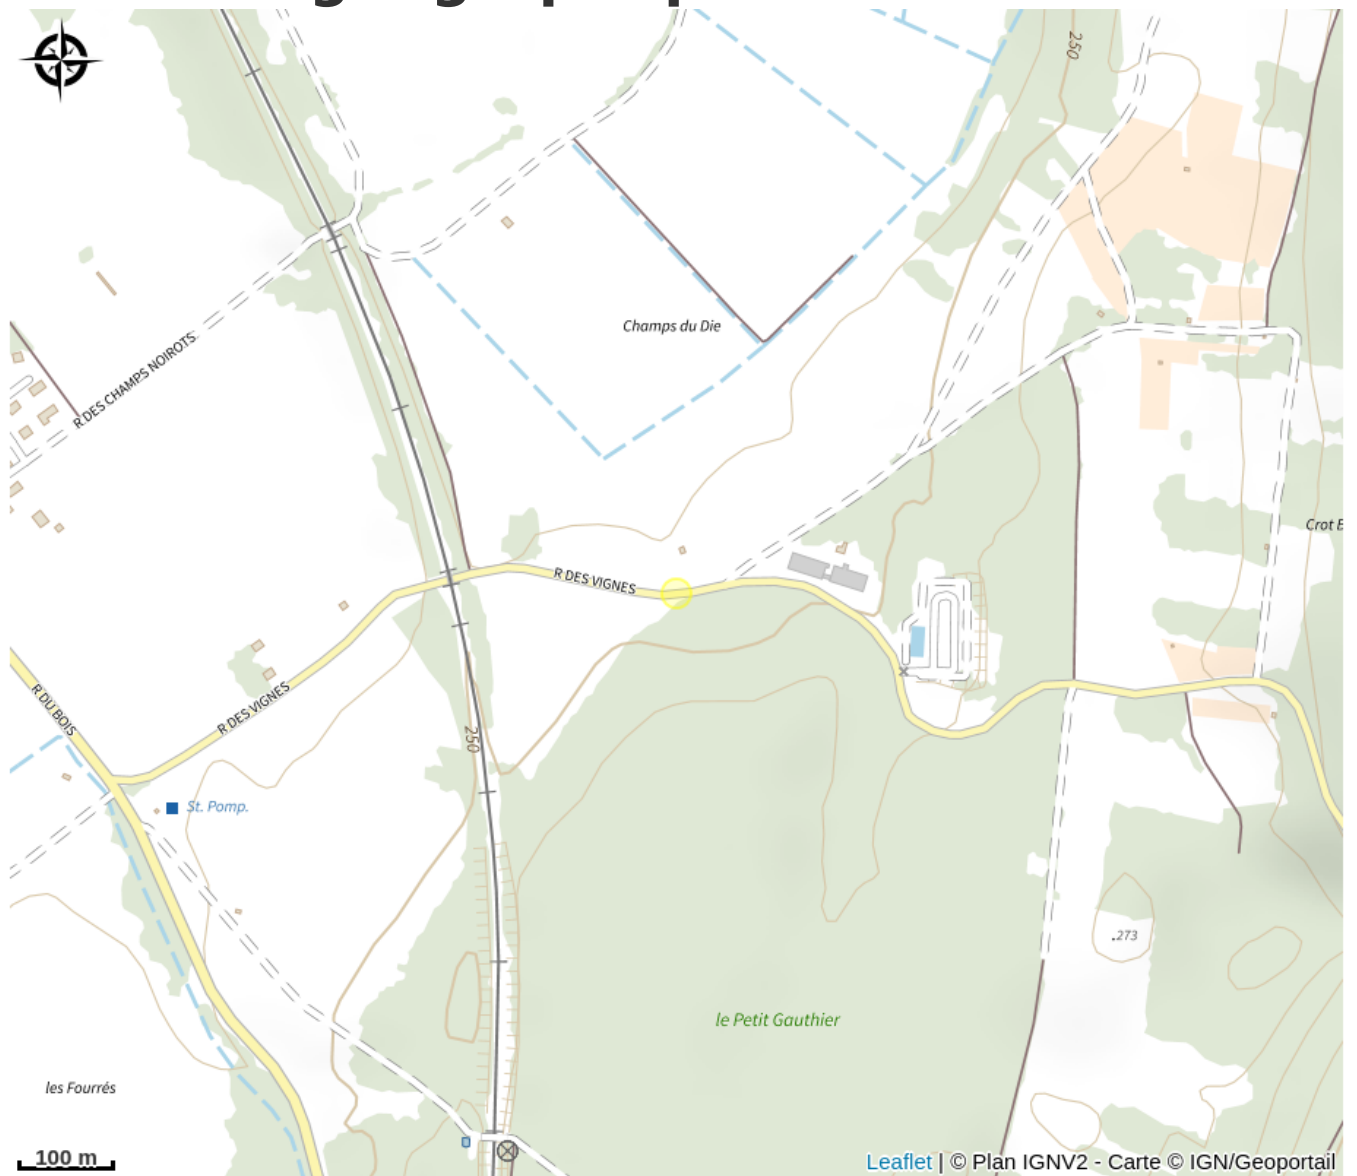 250
Champs du Die
R DES CHAMPS NOIROTS
Crot
R DES VIGNES
R DU BOIS
R DES VIGNES
250
St. Pomp.
.273
le Petit Gauthier
les Fourrés
100 m
Leaflet | © Plan IGNV2 - Carte © IGN/Geoportail